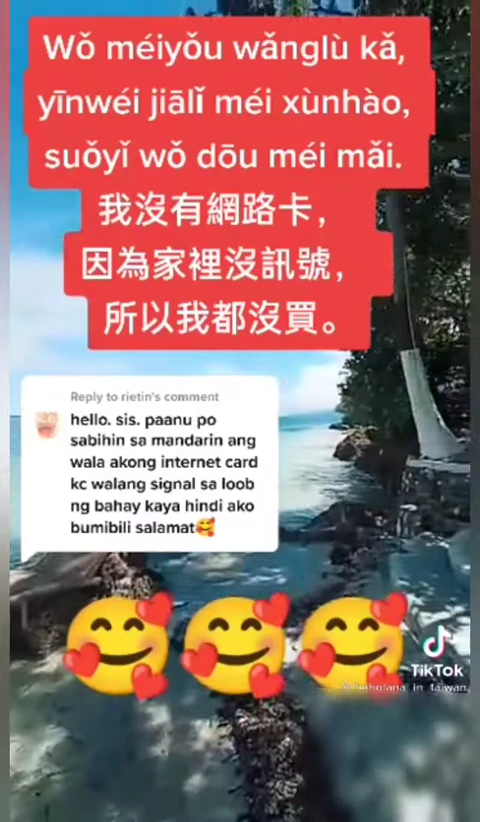 Wǒ méiyǒu wǎnglù kǎ,
yīnwéi jiālǐ méi xùnhào,
suǒyǐ wǒ dōu méi mǎi.
我沒有網路卡，
因為家裡沒訊號，
所以我都沒買。
Reply to rietin's comment
hello. sis. paanu po
sabihin sa mandarin ang
wala akong internet card
kc walang signal sa loob
ng bahay kaya hindi ako
bumibili salamat🥰
TikTok
in_taiwan